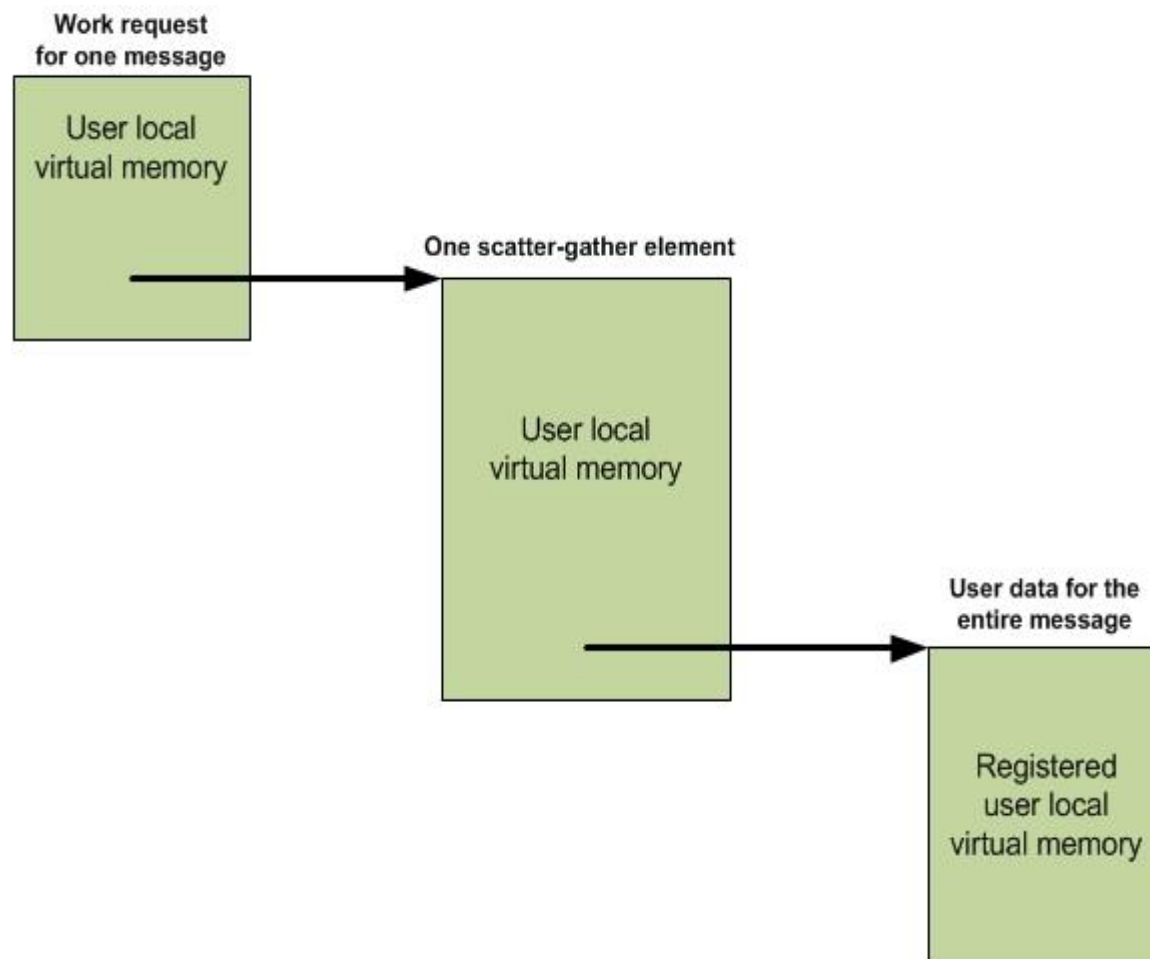 Work request
for one message
User local
virtual memory
One scatter-gather element
User local
virtual memory
User data for the
entire message
Registered
user local
virtual memory